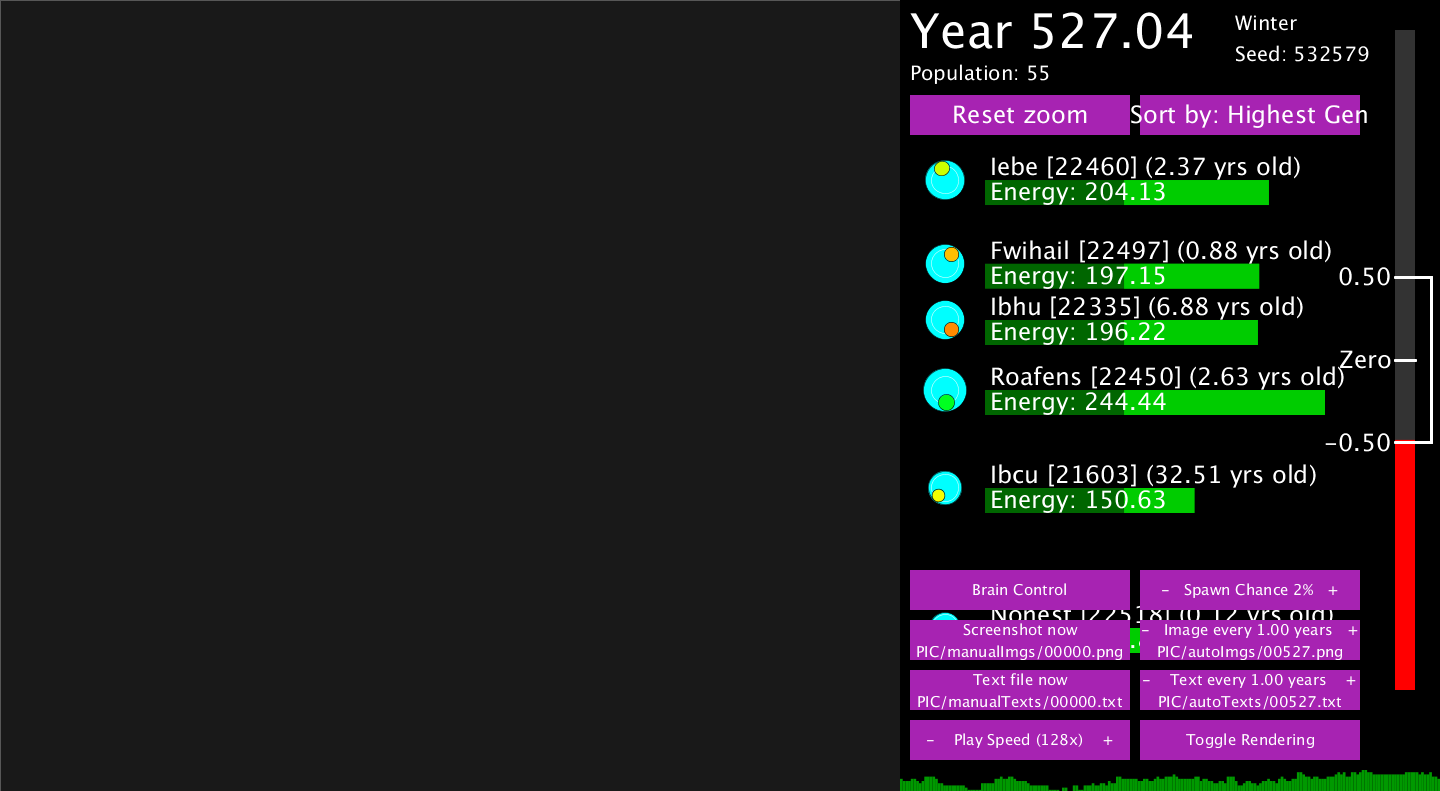 Year 527.04
Winter
Seed: 532579
Population: 55
Reset zoom
Sort by: Highest Gen
Iebe [22460] (2.37 yrs old)
Energy: 204.13
Fwihail [22497] (0.88 yrs old)
Energy: 197.15
Ibhu [22335] (6.88 yrs old)
Energy: 196.22
Roafens [22450] (2.63 yrs old)
Energy: 244.44
Ibcu [21603] (32.51 yrs old)
Energy: 150.63
0.50
Zero
-0.50
Brain Control
- Spawn Chance 2% +
Nonest [22518] (0.12 yrs old)
Screenshot now
PIC/manualImgs/00000.png
- Image every 1.00 years +
PIC/autoImgs/00527.png
Text file now
PIC/manualTexts/00000.txt
- Text every 1.00 years +
PIC/autoTexts/00527.txt
- Play Speed (128x) +
Toggle Rendering